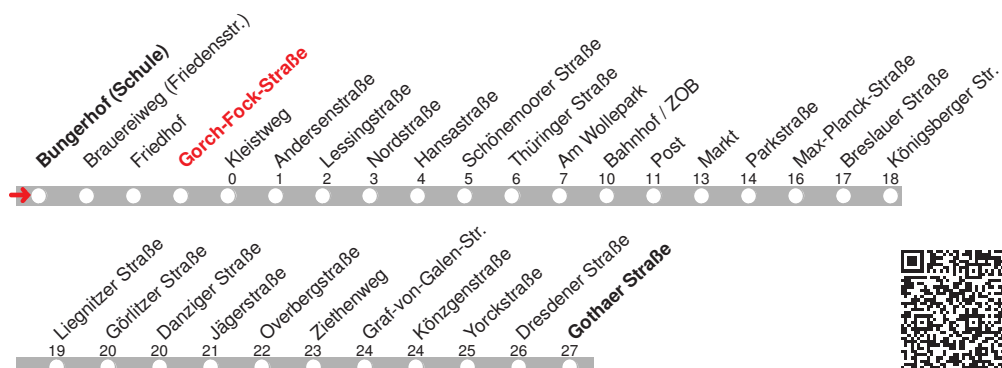 Bungerhof (Schule)
Brauereiweg (Friedensstr.)
Friedhof
Gorch-Fock-Straße
Kleistweg
Andersenstraße
Lessingstraße
Nordstraße
Hansastraße
Schönemoorer Straße
Thüringer Straße
Am Wollepark
Bahnhof / ZOB
Post
Markt
Parkstraße
Max-Planck-Straße
Breslauer Straße
Königsberger Str.
0 1 2 3 4 5 6 7 10 11 13 14 16 17 18
Liegnitzer Straße
Görlitzer Straße
Danziger Straße
Jägerstraße
Overbergstraße
Ziethenweg
Graf-von-Galen-Str.
Könzgenstraße
Yorckstraße
Dresdener Straße
Gothaer Straße
19 20 20 21 22 23 24 24 25 26 27